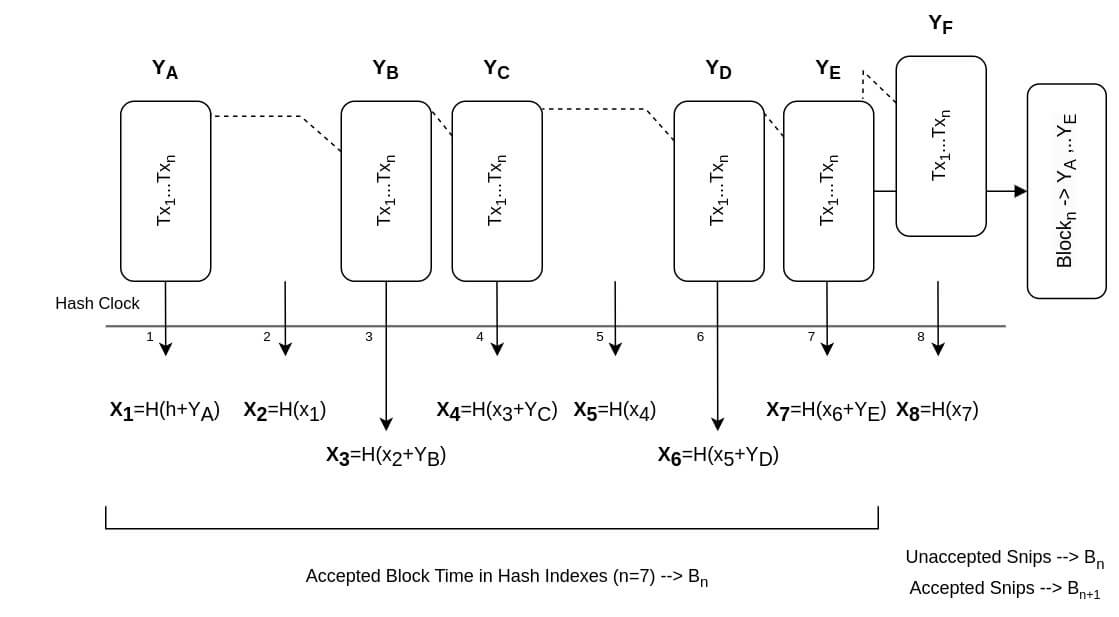 Y_F
Y_A
Y_B
Y_C
Y_D
Y_E
Tx_1...Tx_n
Tx_1...Tx_n
Tx_1...Tx_n
Tx_1...Tx_n
Tx_1...Tx_n
Tx_1...Tx_n
Block_n -> Y_A ,..Y_E
Hash Clock
1
2
3
4
5
6
7
8
X_1=H(h+Y_A)
X_2=H(x_1)
X_4=H(x_3+Y_C)
X_5=H(x_4)
X_7=H(x_6+Y_E)
X_8=H(x_7)
X_3=H(x_2+Y_B)
X_6=H(x_5+Y_D)
Unaccepted Snips --> B_n
Accepted Block Time in Hash Indexes (n=7) --> B_n
Accepted Snips --> B_n+1